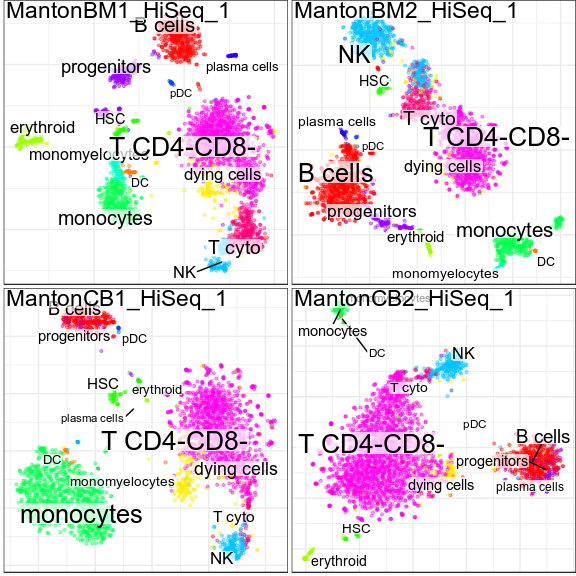 MantonBM1_HiSeq_1
B cells
progenitors
plasma cells
pDC
HSC
erythroid
monomyelocytes
T CD4-CD8-
dying cells
DC
monocytes
T cyto
NK
MantonBM2_HiSeq_1
NK
HSC
T cyto
plasma cells
T CD4-CD8-
pDC
dying cells
B cells
progenitors
erythroid
monocytes
DC
monomyelocytes
MantonCB1_HiSeq_1
B cells
progenitors
pDC
HSC
erythroid
plasma cells
T CD4-CD8-
DC
dying cells
monomyelocytes
monocytes
T cyto
NK
MantonCB2_HiSeq_1
monomyelocytes
monocytes
DC
NK
T cyto
pDC
T CD4-CD8-
B cells
progenitors
dying cells
plasma cells
HSC
erythroid